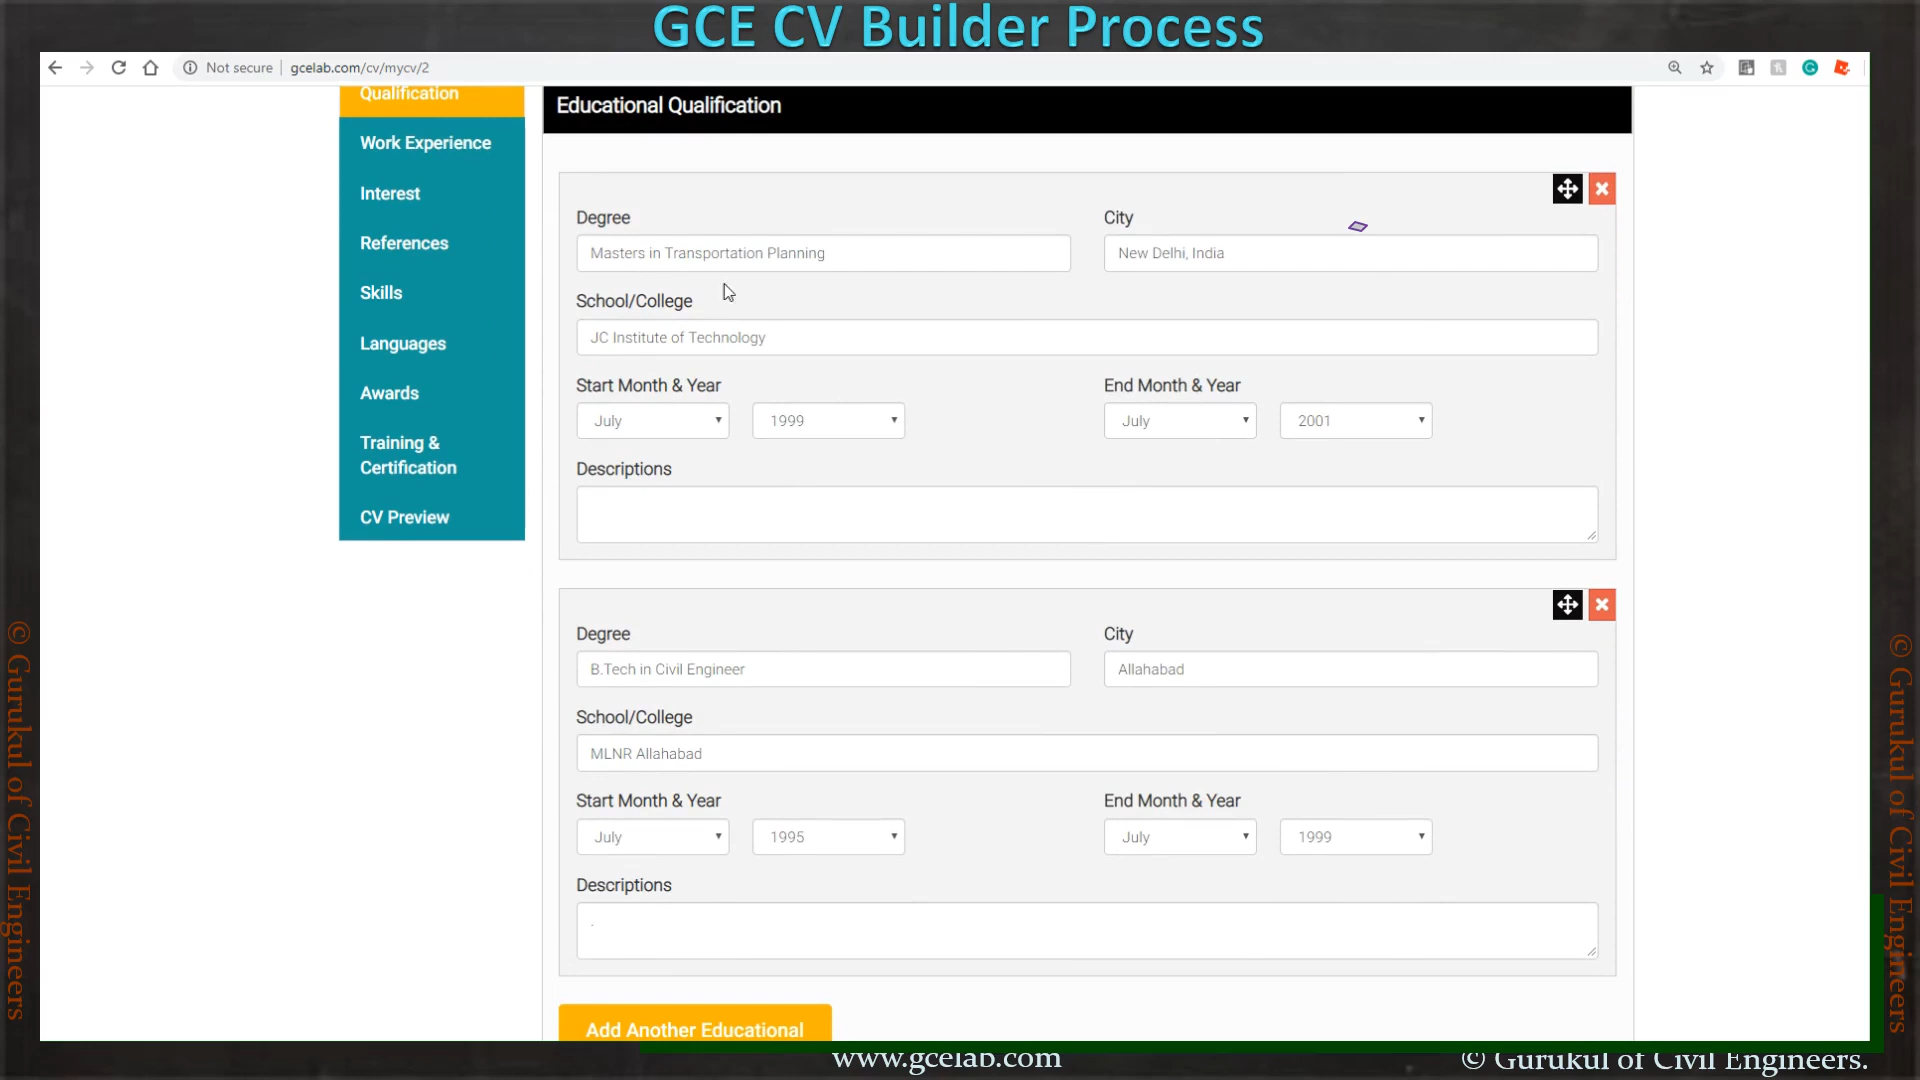 GCE CV Builder Process
Not secure | gcelab.com/cv/mycv/2
Qualification
Work Experience
Interest
References
Skills
Languages
Awards
Training &
Certification
CV Preview
Educational Qualification
Degree
City
Masters in Transportation Planning
New Delhi, India
School/College
JC Institute of Technology
Start Month & Year
End Month & Year
July
1999
July
2001
Descriptions
Degree
City
B.Tech in Civil Engineer
Allahabad
School/College
MLNR Allahabad
Start Month & Year
End Month & Year
July
1995
July
1999
Descriptions
.
Add Another Educational
© Gurukul of Civil Engineers
© Gurukul of Civil Engineers
www.gcelab.com
© Gurukul of Civil Engineers.